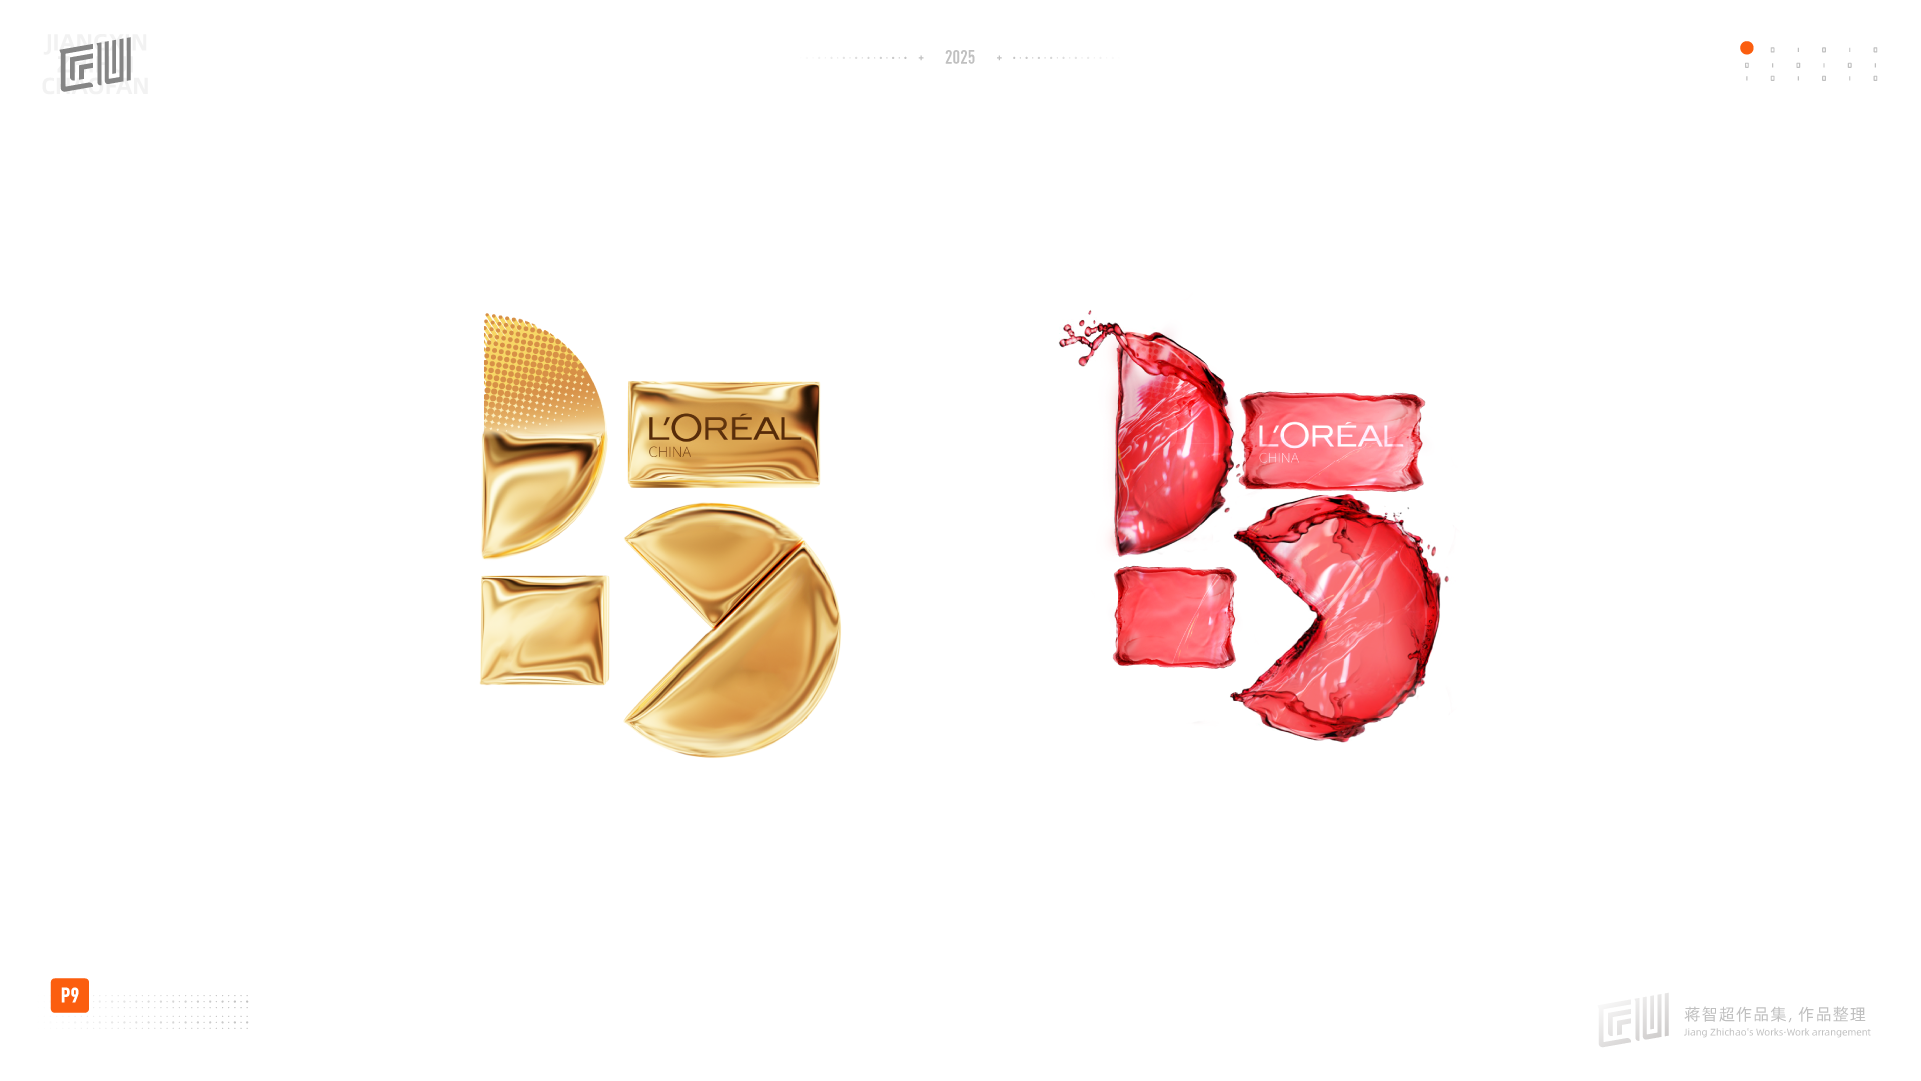 2025
L'ORÉAL
CHINA
L'ORÉAL
CHINA
P9
蒋智超作品集, 作品整理
Jiang Zhichao's Works-Work arrangement